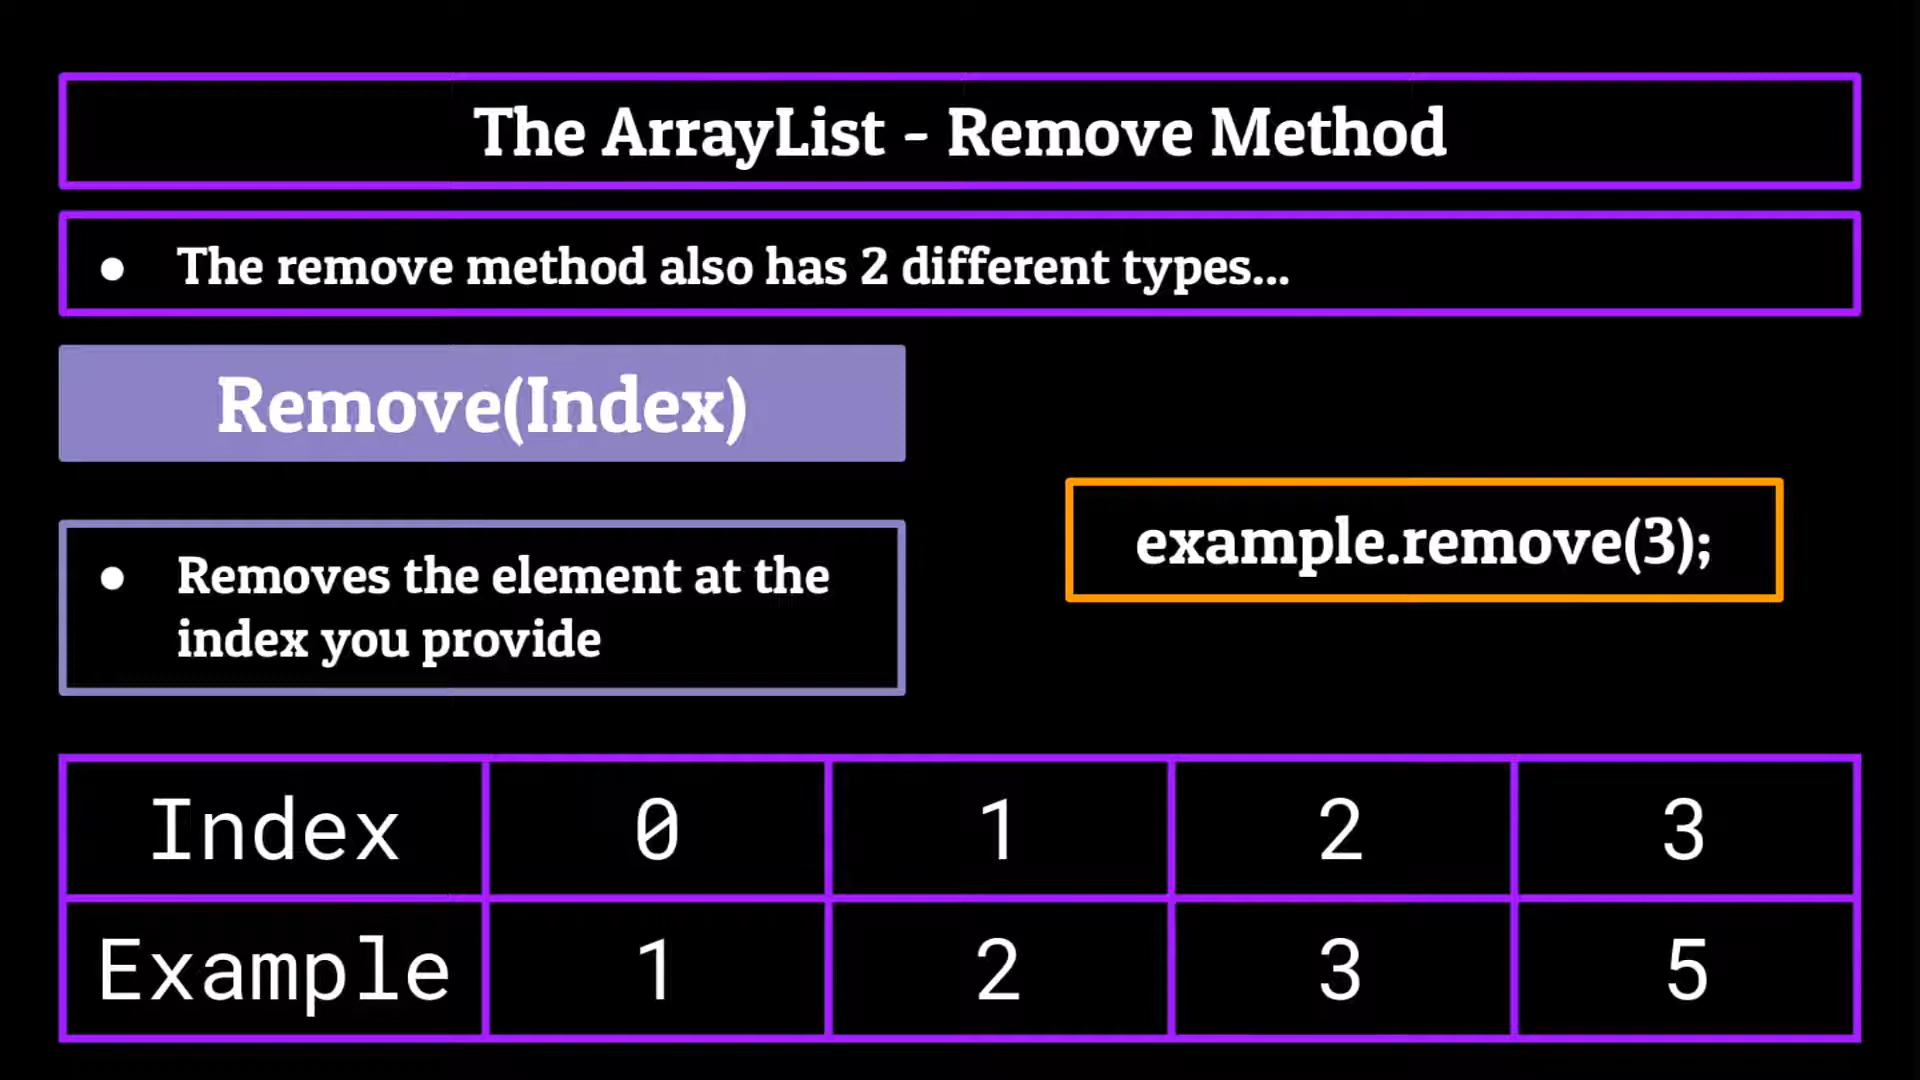 The ArrayList - Remove Method
● The remove method also has 2 different types...
Remove(Index)
● Removes the element at the
index you provide
example.remove(3);
Index 0 1 2 3
Example 1 2 3 5